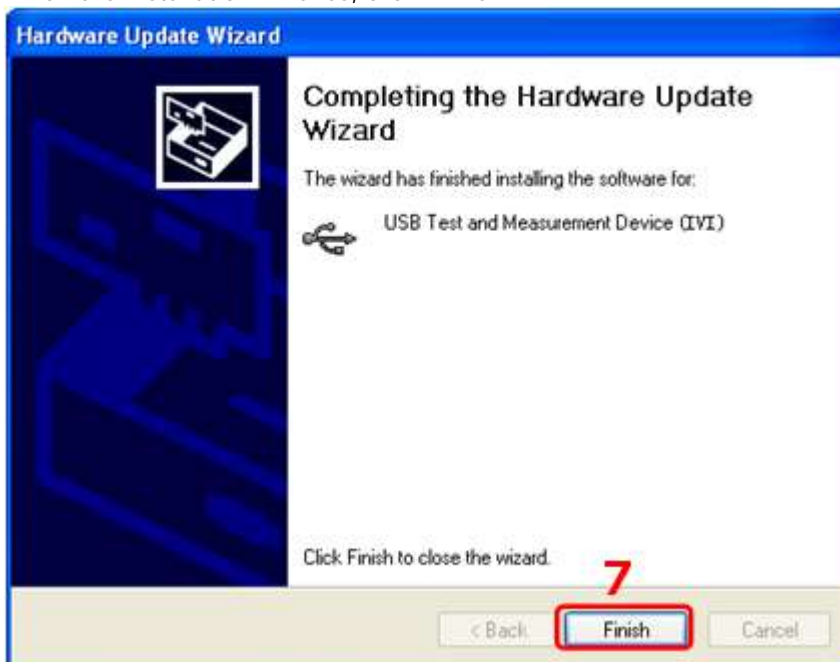 Hardware Update Wizard
Completing the Hardware Update
Wizard
The wizard has finished installing the software for:
USB Test and Measurement Device (IVI)
Click Finish to close the wizard.
7
< Back
Finish
Cancel